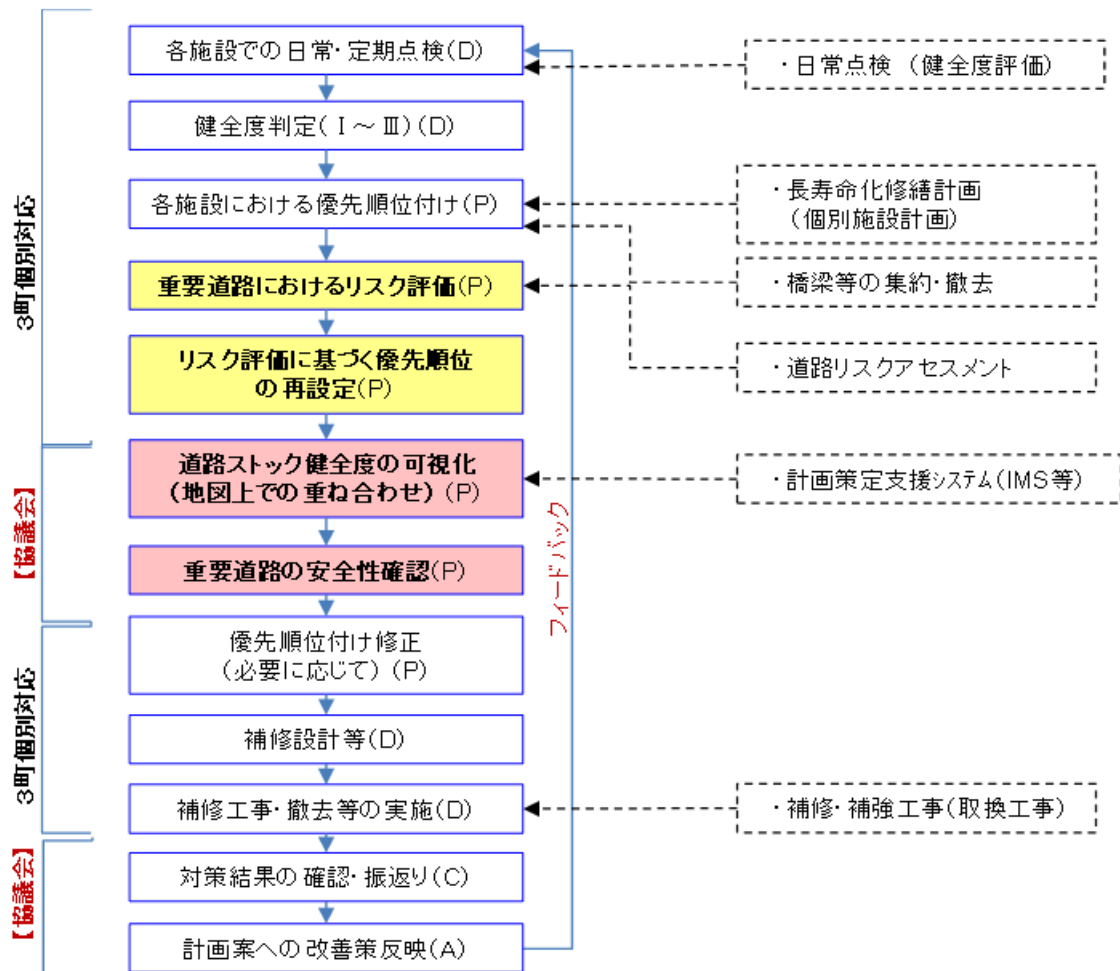 ３町個別対応
【協議会】
３町個別対応
【協議会】
各施設での日常・定期点検(D)
健全度判定(Ⅰ～Ⅲ)(D)
各施設における優先順位付け(P)
重要道路におけるリスク評価(P)
リスク評価に基づく優先順位
の再設定(P)
道路ストック健全度の可視化
(地図上での重ね合わせ) (P)
重要道路の安全性確認(P)
優先順位付け修正
(必要に応じて) (P)
補修設計等(D)
補修工事・撤去等の実施(D)
対策結果の確認・振返り(C)
計画案への改善策反映(A)
フィードバック
・日常点検 （健全度評価)
・長寿命化修繕計画
(個別施設計画)
・橋梁等の集約・撤去
・道路リスクアセスメント
・計画策定支援システム(IMS等)
・補修・補強工事(取換工事)